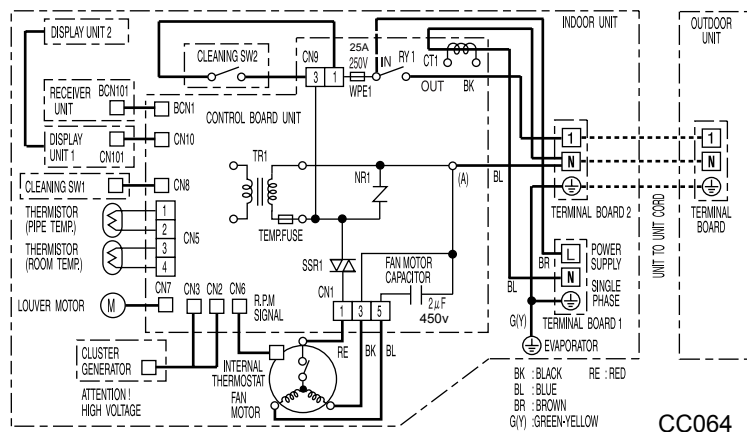 INDOOR UNIT
OUTDOOR
UNIT
DISPLAY UNIT 2
CLEANING SW2
CN9
3 1
25A
250V
WPE1
IN
RY 1
OUT
CT1
BK
RECEIVER
UNIT
BCN101
BCN1
CONTROL BOARD UNIT
DISPLAY
UNIT 1
CN101
CN10
CLEANING SW1
CN8
TR1
TEMP.FUSE
NR1
(A)
BL
1
N
TERMINAL BOARD 2
1
N
TERMINAL
BOARD
UNIT TO UNIT CORD
THERMISTOR
(PIPE TEMP.)
THERMISTOR
(ROOM TEMP.)
1
2
3
4
CN5
SSR1
FAN MOTOR
CAPACITOR
2μF
450v
CN1
1 3 5
BR
BL
L
N
POWER
SUPPLY
SINGLE
PHASE
TERMINAL BOARD 1
G(Y)
EVAPORATOR
LOUVER MOTOR
M
CN7
CN3
CN2
CN6
R.P.M
SIGNAL
RE
BK
BL
CLUSTER
GENERATOR
ATTENTION !
HIGH VOLTAGE
INTERNAL
THERMOSTAT
FAN
MOTOR
BK : BLACK RE : RED
BL : BLUE
BR : BROWN
G(Y) :GREEN-YELLOW
CC064